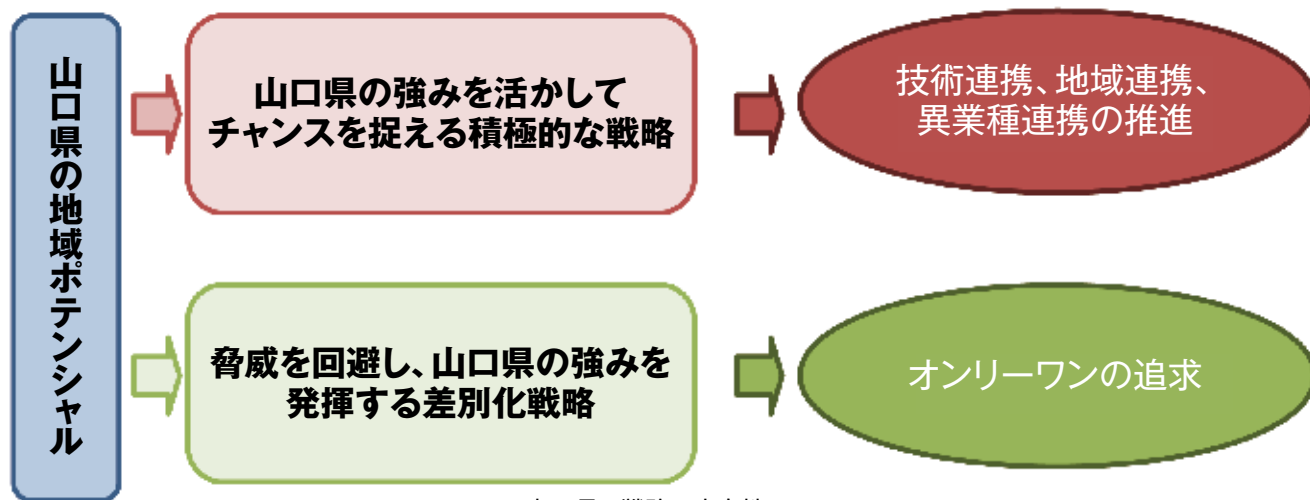 山口県の地域ポテンシャル
山口県の強みを活かして
チャンスを捉える積極的な戦略
技術連携、地域連携、
異業種連携の推進
脅威を回避し、山口県の強みを
発揮する差別化戦略
オンリーワンの追求